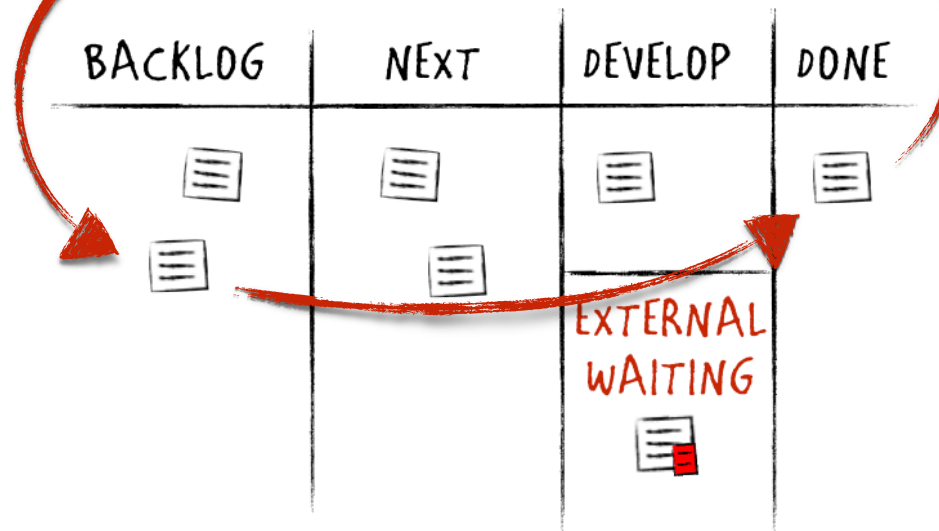 BACKLOG
NEXT
DEVELOP
DONE
EXTERNAL
WAITING